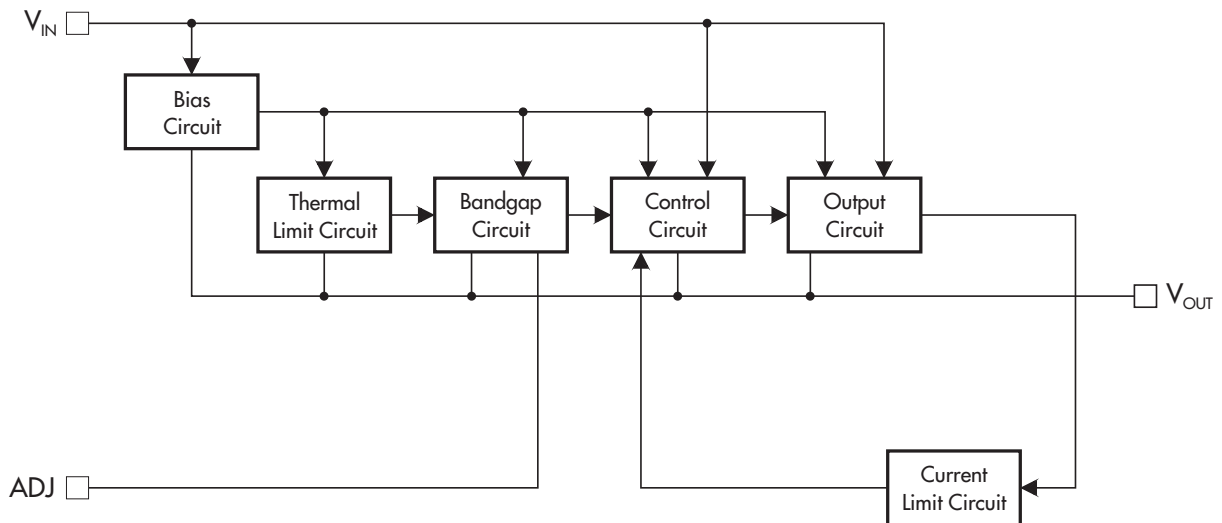 VIN
Bias
Circuit
Thermal
Limit Circuit
Bandgap
Circuit
Control
Circuit
Output
Circuit
VOUT
ADJ
Current
Limit Circuit